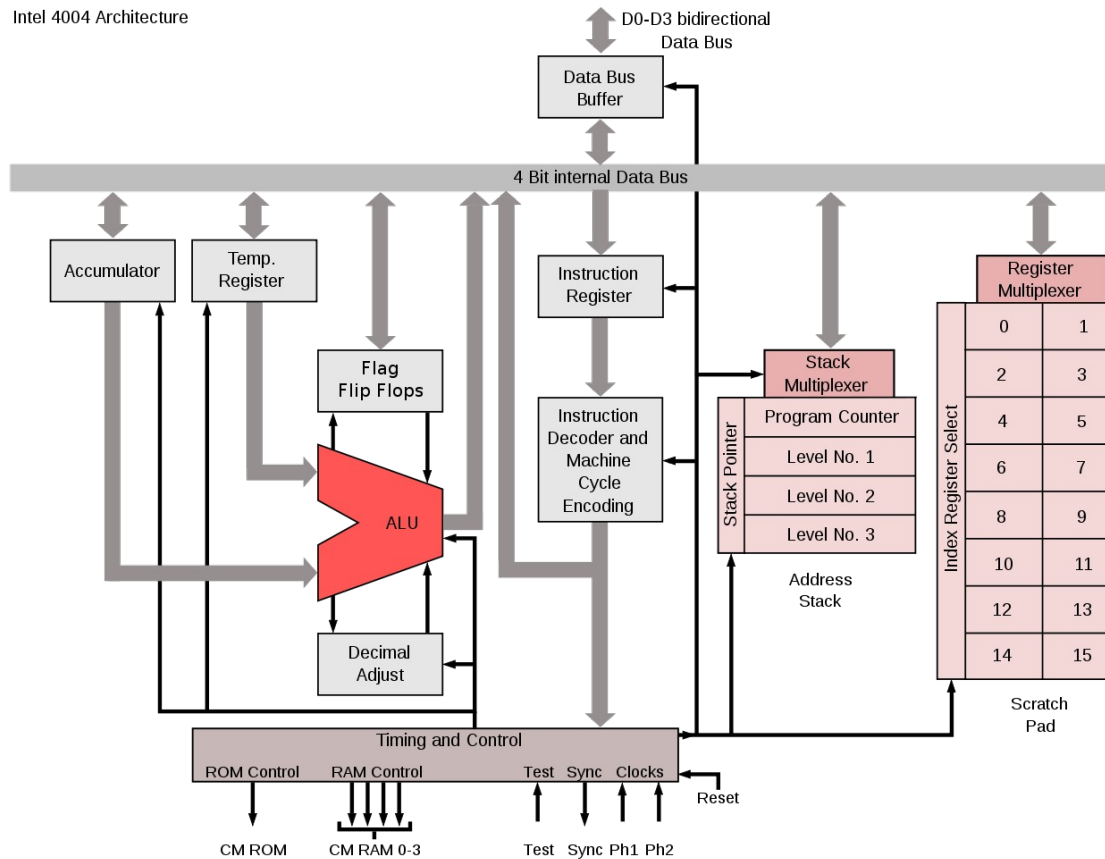 Intel 4004 Architecture
D0-D3 bidirectional
Data Bus
Data Bus
Buffer
4 Bit internal Data Bus
Accumulator
Temp.
Register
Instruction
Register
Register
Multiplexer
Flag
Flip Flops
Stack
Multiplexer
Instruction
Decoder and
Machine
Cycle
Encoding
ALU
Decimal
Adjust
Stack Pointer
Program Counter
Level No. 1
Level No. 2
Level No. 3
Address
Stack
Index Register Select
0 1
2 3
4 5
6 7
8 9
10 11
12 13
14 15
Scratch
Pad
Timing and Control
ROM Control RAM Control Test Sync Clocks
Reset
CM ROM CM RAM 0-3 Test Sync Ph1 Ph2